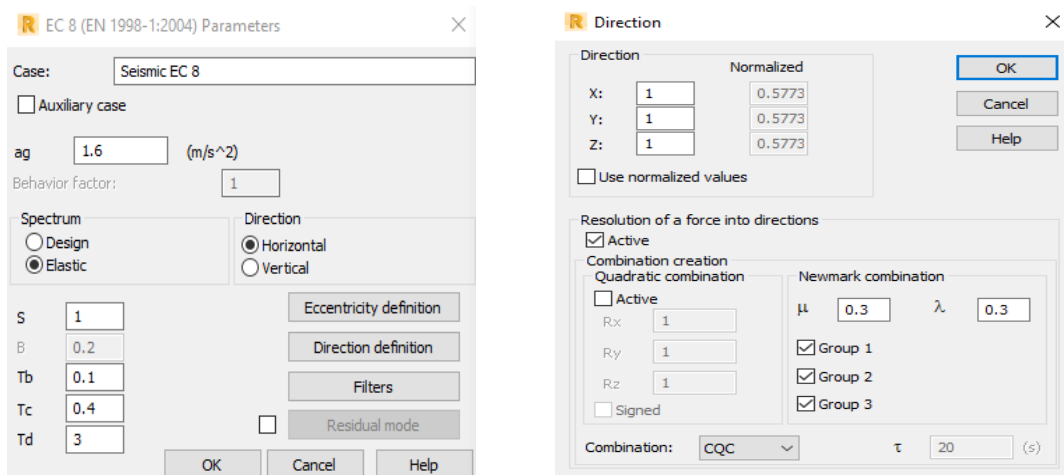 EC 8 (EN 1998-1:2004) Parameters
Case: Seismic EC 8
Auxiliary case
ag 1.6 (m/s^2)
Behavior factor: 1
Spectrum
Design
Elastic
Direction
Horizontal
Vertical
S 1
B 0.2
Tb 0.1
Tc 0.4
Td 3
Eccentricity definition
Direction definition
Filters
Residual mode
OK Cancel Help
Direction
Direction
Normalized
X: 1 0.5773
Y: 1 0.5773
Z: 1 0.5773
Use normalized values
OK
Cancel
Help
Resolution of a force into directions
Active
Combination creation
Quadratic combination
Active
Rx 1
Ry 1
Rz 1
Signed
Newmark combination
μ 0.3 λ 0.3
Group 1
Group 2
Group 3
Combination: CQC τ 20 (s)